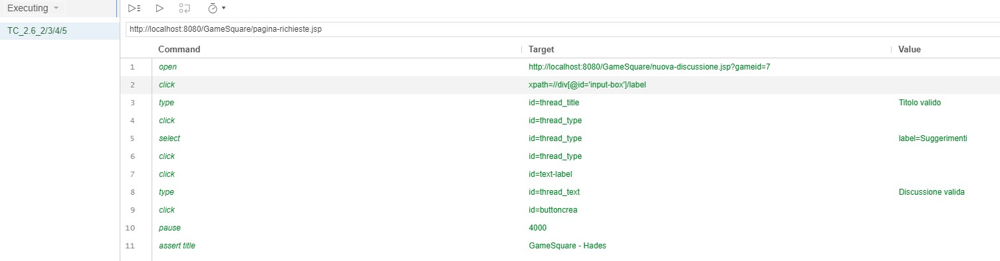 Executing
TC_2.6_2/3/4/5
http://localhost:8080/GameSquare/pagina-richieste.jsp
Command Target Value
1 open http://localhost:8080/GameSquare/nuova-discussione.jsp?gameid=7
2 click xpath=//div[@id='input-box']/label
3 type id=thread_title Titolo valido
4 click id=thread_type
5 select id=thread_type label=Suggerimenti
6 click id=thread_type
7 click id=text-label
8 type id=thread_text Discussione valida
9 click id=buttoncrea
10 pause 4000
11 assert title GameSquare - Hades